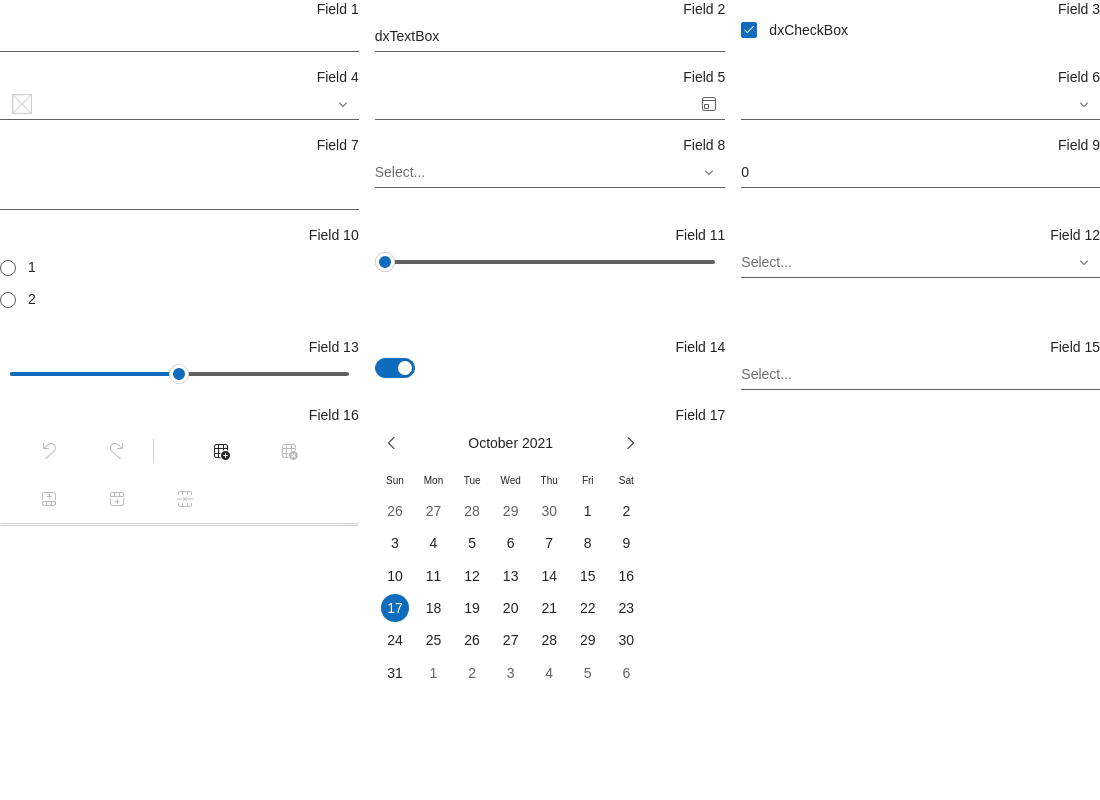 Field 1
Field 2
dxTextBox
Field 3
dxCheckBox
Field 4
Field 5
Field 6
Field 7
Field 8
Select...
Field 9
0
Field 10
1
2
Field 11
Field 12
Select...
Field 13
Field 14
Field 15
Select...
Field 16
Field 17
October 2021
Sun Mon Tue Wed Thu Fri Sat
26 27 28 29 30 1 2
3 4 5 6 7 8 9
10 11 12 13 14 15 16
17 18 19 20 21 22 23
24 25 26 27 28 29 30
31 1 2 3 4 5 6